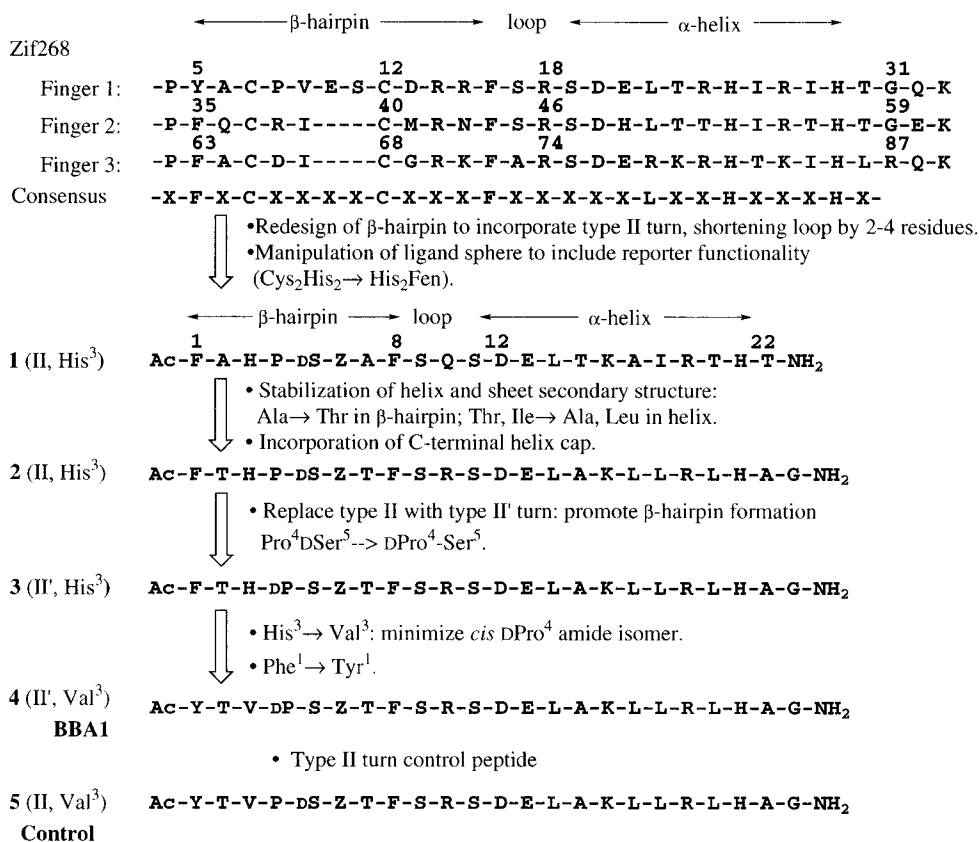 β-hairpin loop α-helix
Zif268
5 12 18 31
Finger 1: -P-Y-A-C-P-V-E-S-C-D-R-R-F-S-R-S-D-E-L-T-R-H-I-R-I-H-T-G-Q-K
35 40 46 59
Finger 2: -P-F-Q-C-R-I-----C-M-R-N-F-S-R-S-D-H-L-T-T-H-I-R-T-H-T-G-E-K
63 68 74 87
Finger 3: -P-F-A-C-D-I-----C-G-R-K-F-A-R-S-D-E-R-K-R-H-T-K-I-H-L-R-Q-K
Consensus -X-F-X-C-X-X-X-X-C-X-X-X-F-X-X-X-X-X-L-X-X-H-X-X-X-H-X-
•Redesign of β-hairpin to incorporate type II turn, shortening loop by 2-4 residues.
•Manipulation of ligand sphere to include reporter functionality
(Cys2His2→ His2Fen).
β-hairpin loop α-helix
1 8 12 22
1 (II, His3) Ac-F-A-H-P-DS-Z-A-F-S-Q-S-D-E-L-T-K-A-I-R-T-H-T-NH2
• Stabilization of helix and sheet secondary structure:
Ala→ Thr in β-hairpin; Thr, Ile→ Ala, Leu in helix.
• Incorporation of C-terminal helix cap.
2 (II, His3) Ac-F-T-H-P-DS-Z-T-F-S-R-S-D-E-L-A-K-L-L-R-L-H-A-G-NH2
• Replace type II with type II' turn: promote β-hairpin formation
Pro4DSer5--> DPro4-Ser5.
3 (II', His3) Ac-F-T-H-DP-S-Z-T-F-S-R-S-D-E-L-A-K-L-L-R-L-H-A-G-NH2
• His3→ Val3: minimize cis DPro4 amide isomer.
• Phe1→ Tyr1.
4 (II', Val3) Ac-Y-T-V-DP-S-Z-T-F-S-R-S-D-E-L-A-K-L-L-R-L-H-A-G-NH2
BBA1
• Type II turn control peptide
5 (II, Val3) Ac-Y-T-V-P-DS-Z-T-F-S-R-S-D-E-L-A-K-L-L-R-L-H-A-G-NH2
Control